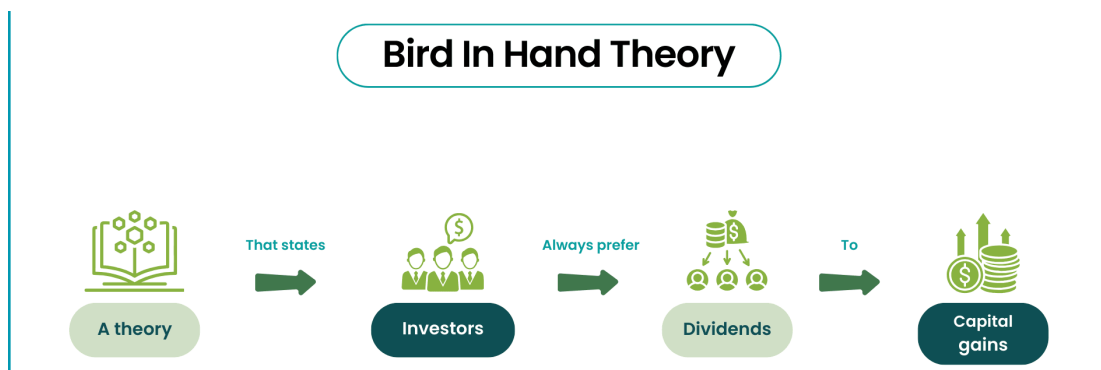 Bird In Hand Theory
That states
Always prefer
To
A theory
Investors
Dividends
Capital
gains